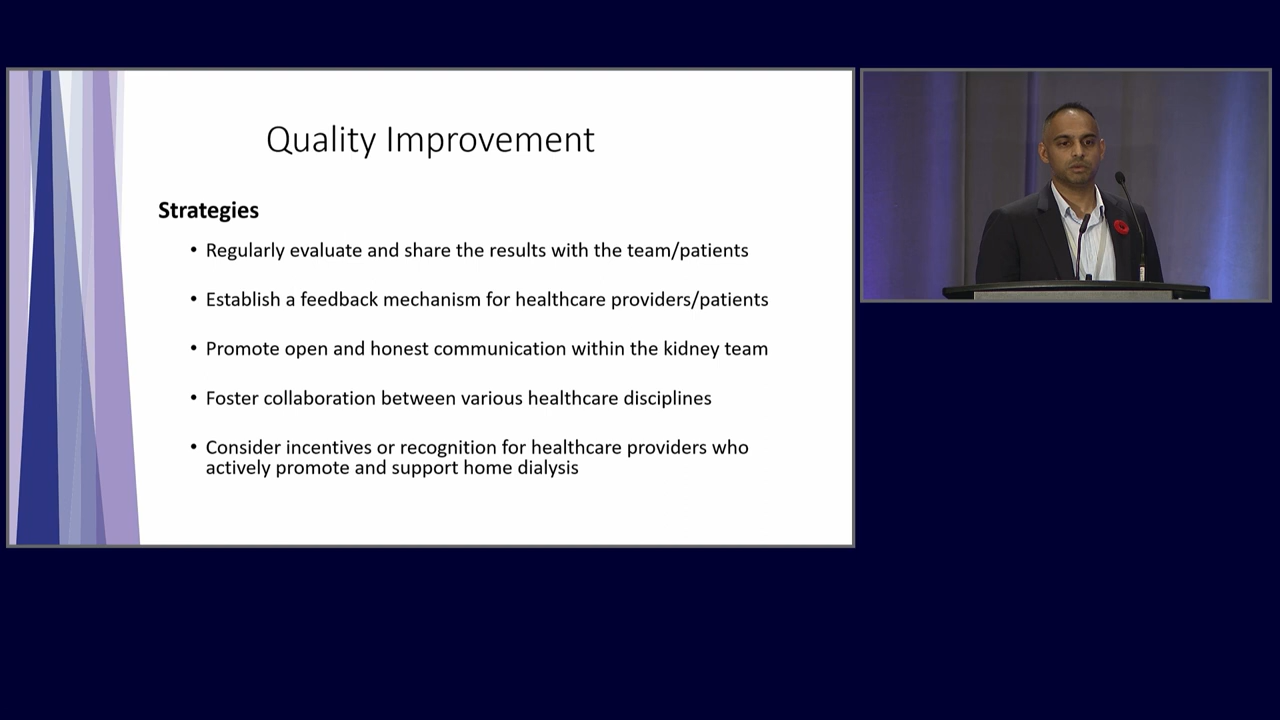 Quality Improvement
Strategies
• Regularly evaluate and share the results with the team/patients
• Establish a feedback mechanism for healthcare providers/patients
• Promote open and honest communication within the kidney team
• Foster collaboration between various healthcare disciplines
• Consider incentives or recognition for healthcare providers who
actively promote and support home dialysis